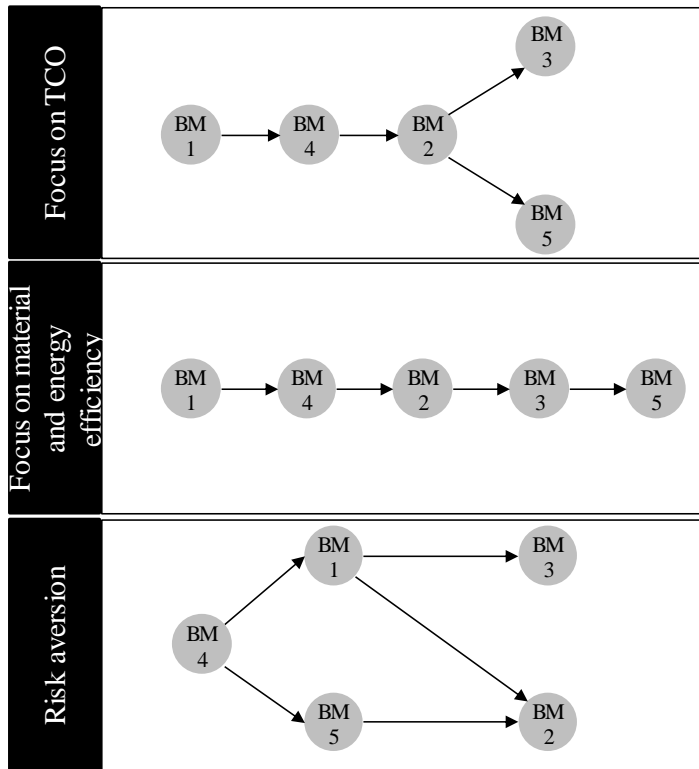 Focus on TCO
BM
3
BM
1
BM
4
BM
2
BM
5
Focus on material
and energy
efficiency
BM
1
BM
4
BM
2
BM
3
BM
5
Risk aversion
BM
1
BM
3
BM
4
BM
5
BM
2